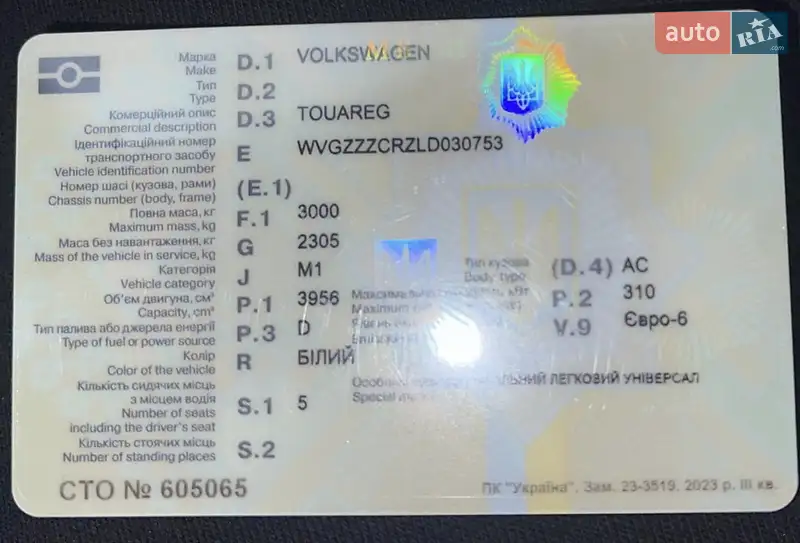 auto RIA .com
Марка
Make
D.1 VOLKSWAGEN
Тип
Type
D.2
Комерційний опис
Commercial description
D.3 TOUAREG
Ідентифікаційний номер
транспортного засобу
Vehicle identification number
E WVGZZZCRZLD030753
Номер шасі (кузова, рами)
Chassis number (body, frame)
(E.1)
Повна маса, кг
Maximum mass, kg
F.1 3000
Маса без навантаження, кг
Mass of the vehicle in service, kg
G 2305
Категорія
Vehicle category
J M1
Тип кузова
Body type
(D.4) AC
Об'єм двигуна, см³
Capacity, cm³
P.1 3956
P.2 310
Тип палива або джерела енергії
Type of fuel or power source
P.3 D
V.9 Євро-6
Колір
Color of the vehicle
R БІЛИЙ
ЛЕГКОВИЙ УНІВЕРСАЛ
Кількість сидячих місць
з місцем водія
Number of seats
including the driver's seat
S.1 5
Кількість стоячих місць
Number of standing places
S.2
СТО № 605065
ПК "Україна". Зам. 23-3519. 2023 р. III кв.